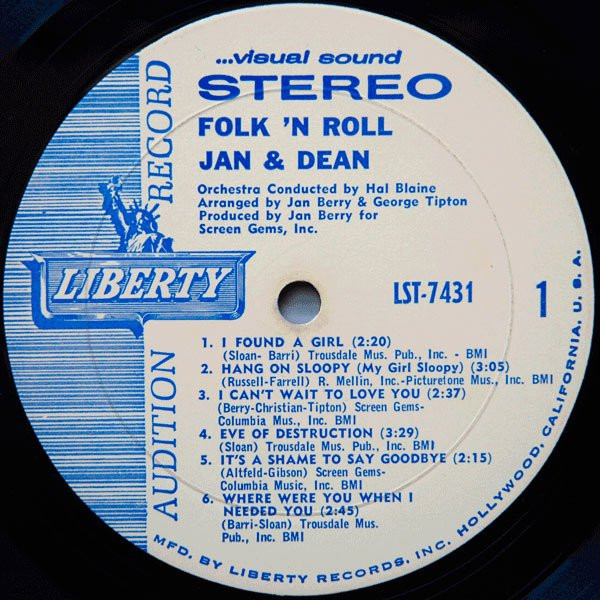 ...visual sound
STEREO
FOLK 'N ROLL
JAN & DEAN
Orchestra Conducted by Hal Blaine
Arranged by Jan Berry & George Tipton
Produced by Jan Berry for
Screen Gems, Inc.
AUDITION RECORD
LIBERTY
LST-7431
1
1. I FOUND A GIRL (2:20)
(Sloan- Barri) Trousdale Mus. Pub., Inc. - BMI
2. HANG ON SLOOPY (My Girl Sloopy) (3:05)
(Russell-Farrell) R. Mellin, Inc.-Picturetone Mus., Inc. BMI
3. I CAN'T WAIT TO LOVE YOU (2:37)
(Berry-Christian-Tipton) Screen Gems-
Columbia Mus., Inc. BMI
4. EVE OF DESTRUCTION (3:29)
(Sloan) Trousdale Mus. Pub., Inc. BMI
5. IT'S A SHAME TO SAY GOODBYE (2:15)
(Altfeld-Gibson) Screen Gems-
Columbia Music, Inc. BMI
6. WHERE WERE YOU WHEN I
NEEDED YOU (2:45)
(Barri-Sloan) Trousdale Mus.
Pub., Inc. BMI
MFD. BY LIBERTY RECORDS, INC. HOLLYWOOD, CALIFORNIA, U. S. A.